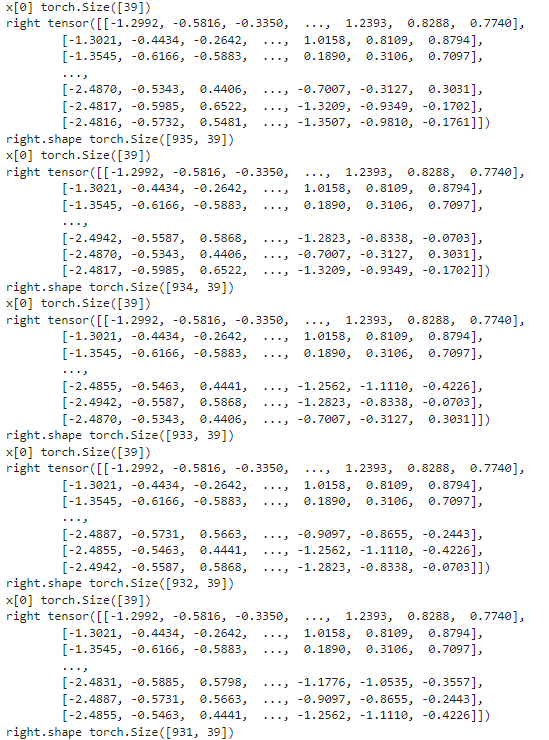 x[0] torch.Size([39])
right tensor([[-1.2992, -0.5816, -0.3350,  ...,  1.2393,  0.8288,  0.7740],
        [-1.3021, -0.4434, -0.2642,  ...,  1.0158,  0.8109,  0.8794],
        [-1.3545, -0.6166, -0.5883,  ...,  0.1890,  0.3106,  0.7097],
        ...,
        [-2.4870, -0.5343,  0.4406,  ..., -0.7007, -0.3127,  0.3031],
        [-2.4817, -0.5985,  0.6522,  ..., -1.3209, -0.9349, -0.1702],
        [-2.4816, -0.5732,  0.5481,  ..., -1.3507, -0.9810, -0.1761]])
right.shape torch.Size([935, 39])
x[0] torch.Size([39])
right tensor([[-1.2992, -0.5816, -0.3350,  ...,  1.2393,  0.8288,  0.7740],
        [-1.3021, -0.4434, -0.2642,  ...,  1.0158,  0.8109,  0.8794],
        [-1.3545, -0.6166, -0.5883,  ...,  0.1890,  0.3106,  0.7097],
        ...,
        [-2.4942, -0.5587,  0.5868,  ..., -1.2823, -0.8338, -0.0703],
        [-2.4870, -0.5343,  0.4406,  ..., -0.7007, -0.3127,  0.3031],
        [-2.4817, -0.5985,  0.6522,  ..., -1.3209, -0.9349, -0.1702]])
right.shape torch.Size([934, 39])
x[0] torch.Size([39])
right tensor([[-1.2992, -0.5816, -0.3350,  ...,  1.2393,  0.8288,  0.7740],
        [-1.3021, -0.4434, -0.2642,  ...,  1.0158,  0.8109,  0.8794],
        [-1.3545, -0.6166, -0.5883,  ...,  0.1890,  0.3106,  0.7097],
        ...,
        [-2.4855, -0.5463,  0.4441,  ..., -1.2562, -1.1110, -0.4226],
        [-2.4942, -0.5587,  0.5868,  ..., -1.2823, -0.8338, -0.0703],
        [-2.4870, -0.5343,  0.4406,  ..., -0.7007, -0.3127,  0.3031]])
right.shape torch.Size([933, 39])
x[0] torch.Size([39])
right tensor([[-1.2992, -0.5816, -0.3350,  ...,  1.2393,  0.8288,  0.7740],
        [-1.3021, -0.4434, -0.2642,  ...,  1.0158,  0.8109,  0.8794],
        [-1.3545, -0.6166, -0.5883,  ...,  0.1890,  0.3106,  0.7097],
        ...,
        [-2.4887, -0.5731,  0.5663,  ..., -0.9097, -0.8655, -0.2443],
        [-2.4855, -0.5463,  0.4441,  ..., -1.2562, -1.1110, -0.4226],
        [-2.4942, -0.5587,  0.5868,  ..., -1.2823, -0.8338, -0.0703]])
right.shape torch.Size([932, 39])
x[0] torch.Size([39])
right tensor([[-1.2992, -0.5816, -0.3350,  ...,  1.2393,  0.8288,  0.7740],
        [-1.3021, -0.4434, -0.2642,  ...,  1.0158,  0.8109,  0.8794],
        [-1.3545, -0.6166, -0.5883,  ...,  0.1890,  0.3106,  0.7097],
        ...,
        [-2.4831, -0.5885,  0.5798,  ..., -1.1776, -1.0535, -0.3557],
        [-2.4887, -0.5731,  0.5663,  ..., -0.9097, -0.8655, -0.2443],
        [-2.4855, -0.5463,  0.4441,  ..., -1.2562, -1.1110, -0.4226]])
right.shape torch.Size([931, 39])